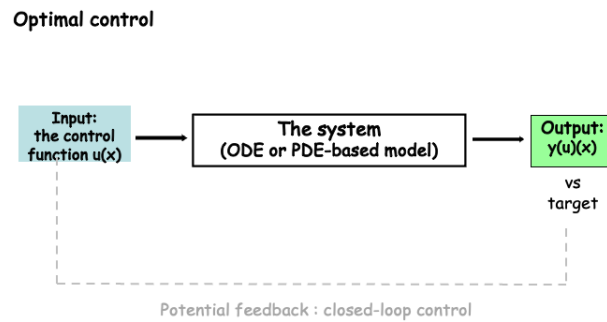 Optimal control
Input:
the control
function u(x)
The system
(ODE or PDE-based model)
Output:
y(u)(x)
vs
target
Potential feedback : closed-loop control